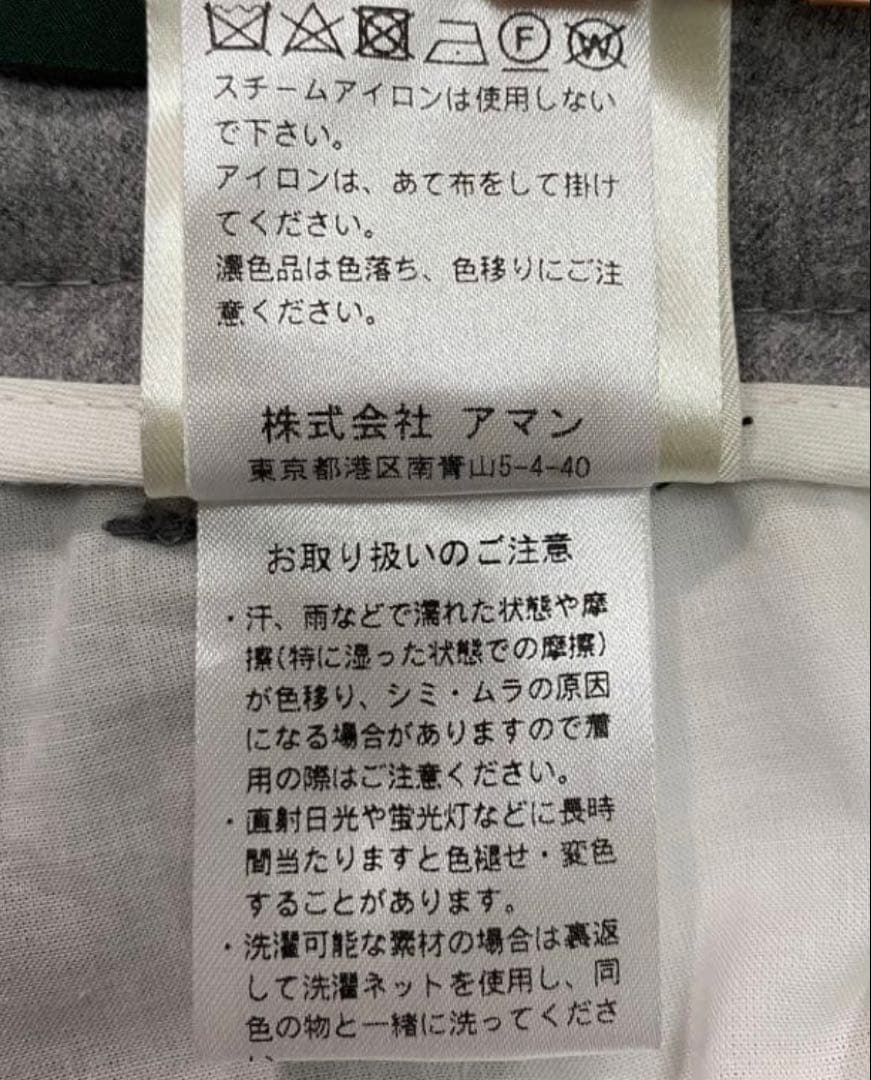 F
W
スチームアイロンは使用しない
で下さい。
アイロンは、あて布をして掛け
てください。
濃色品は色落ち、色移りにご注
意ください。
株式会社 アマン
東京都港区南青山5-4-40
お取り扱いのご注意
・汗、雨などで濡れた状態や摩
擦(特に湿った状態での摩擦)
が色移り、シミ・ムラの原因
になる場合がありますので着
用の際はご注意ください。
・直射日光や蛍光灯などに長時
間当たりますと色褪せ・変色
することがあります。
・洗濯可能な素材の場合は裏返
して洗濯ネットを使用し、同
色の物と一緒に洗ってくださ